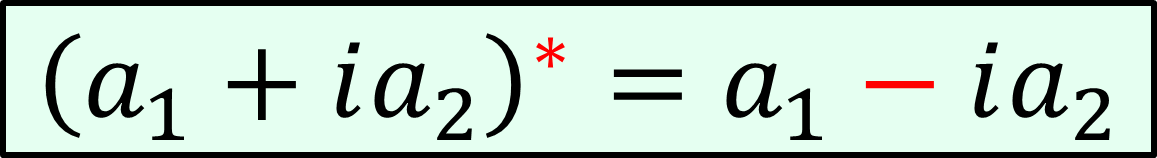 (a₁ + ia₂)* = a₁ − ia₂